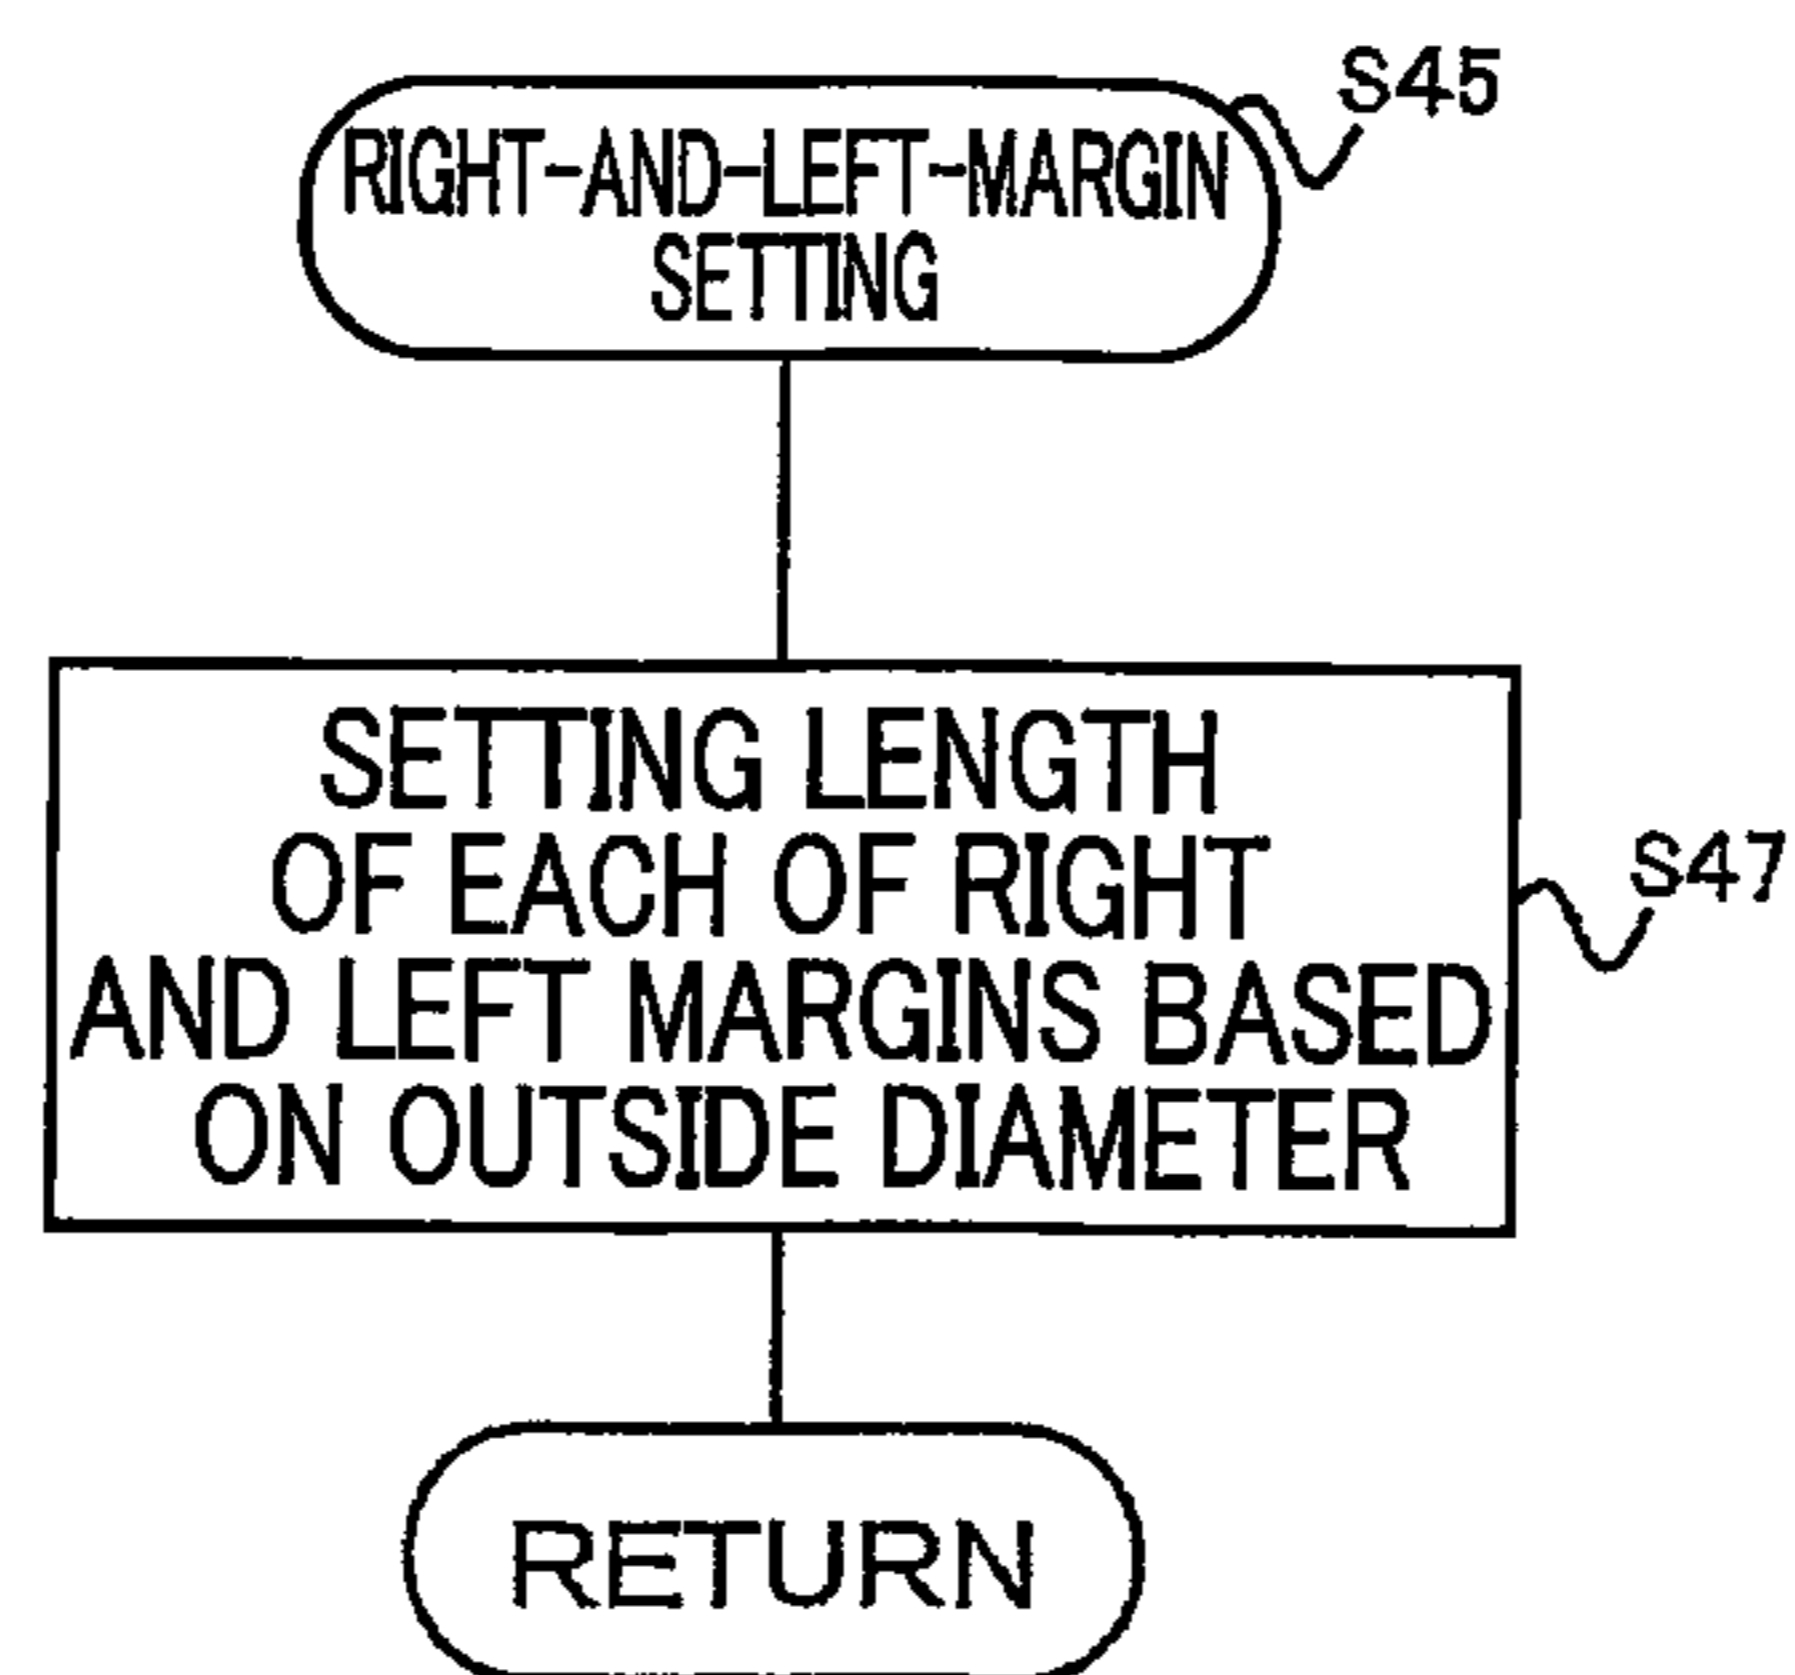 S45
RIGHT-AND-LEFT-MARGIN
SETTING
SETTING LENGTH
OF EACH OF RIGHT
AND LEFT MARGINS BASED
ON OUTSIDE DIAMETER
S47
RETURN